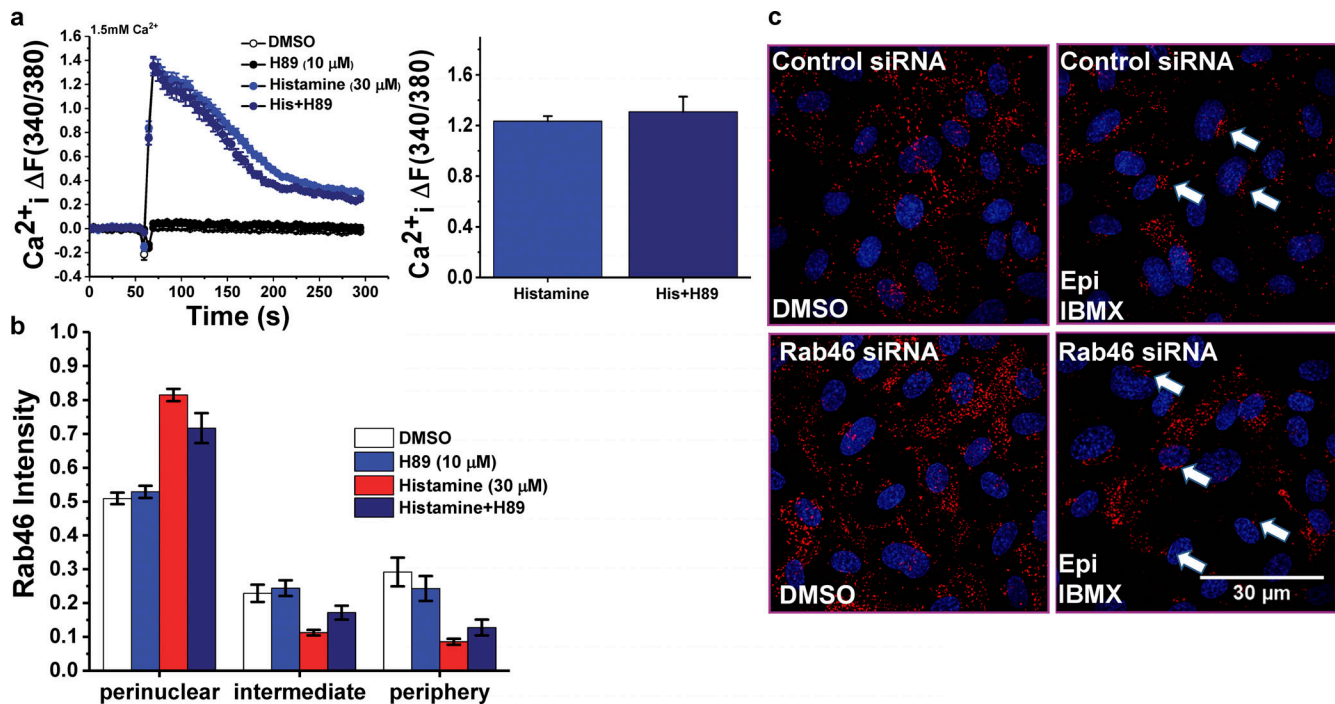 a
1.5mM Ca²⁺
DMSO
H89 (10 µM)
Histamine (30 µM)
His+H89
Ca²⁺ᵢ ΔF(340/380)
1.6
1.4
1.2
1.0
0.8
0.6
0.4
0.2
0.0
-0.2
-0.4
0 50 100 150 200 250 300
Time (s)
Ca²⁺ᵢ ΔF(340/380)
1.6
1.2
0.8
0.4
0.0
Histamine His+H89
b
Rab46 Intensity
1.0
0.9
0.8
0.7
0.6
0.5
0.4
0.3
0.2
0.1
0.0
DMSO
H89 (10 µM)
Histamine (30 µM)
Histamine+H89
perinuclear intermediate periphery
c
Control siRNA
DMSO
Control siRNA
Epi
IBMX
Rab46 siRNA
DMSO
Rab46 siRNA
Epi
IBMX
30 µm